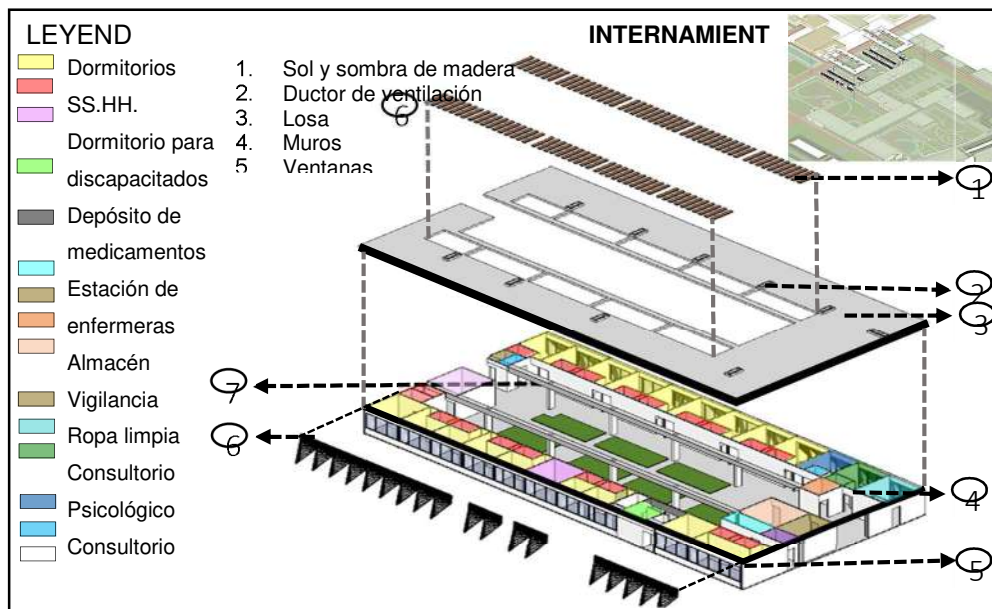 LEYEND
Dormitorios
SS.HH.
Dormitorio para
discapacitados
Depósito de
medicamentos
Estación de
enfermeras
Almacén
Vigilancia
Ropa limpia
Consultorio
Psicológico
Consultorio
1. Sol y sombra de madera
2. Ductor de ventilación
3. Losa
4. Muros
5 Ventanas
INTERNAMIENT
6
1
2
3
7
6
4
5